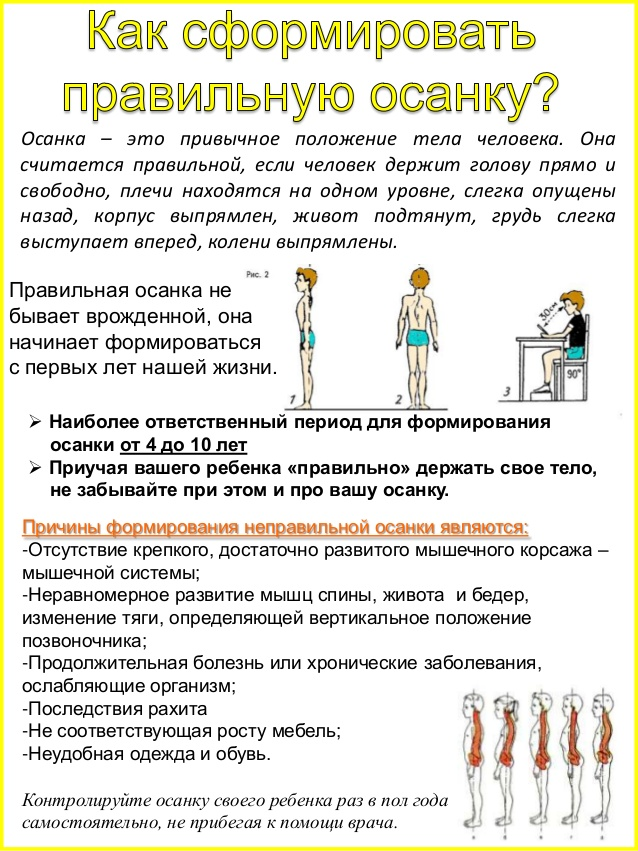 Как сформировать
правильную осанку?
Осанка – это привычное положение тела человека. Она
считается правильной, если человек держит голову прямо и
свободно, плечи находятся на одном уровне, слегка опущены
назад, корпус выпрямлен, живот подтянут, грудь слегка
выступает вперед, колени выпрямлены.
Рис. 2
Правильная осанка не
бывает врожденной, она
начинает формироваться
с первых лет нашей жизни.
30см
90°
1 2 3
➢ Наиболее ответственный период для формирования
осанки от 4 до 10 лет
➢ Приучая вашего ребенка «правильно» держать свое тело,
не забывайте при этом и про вашу осанку.
Причины формирования неправильной осанки являются:
-Отсутствие крепкого, достаточно развитого мышечного корсажа –
мышечной системы;
-Неравномерное развитие мышц спины, живота и бедер,
изменение тяги, определяющей вертикальное положение
позвоночника;
-Продолжительная болезнь или хронические заболевания,
ослабляющие организм;
-Последствия рахита
-Не соответствующая росту мебель;
-Неудобная одежда и обувь.
Контролируйте осанку своего ребенка раз в пол года
самостоятельно, не прибегая к помощи врача.